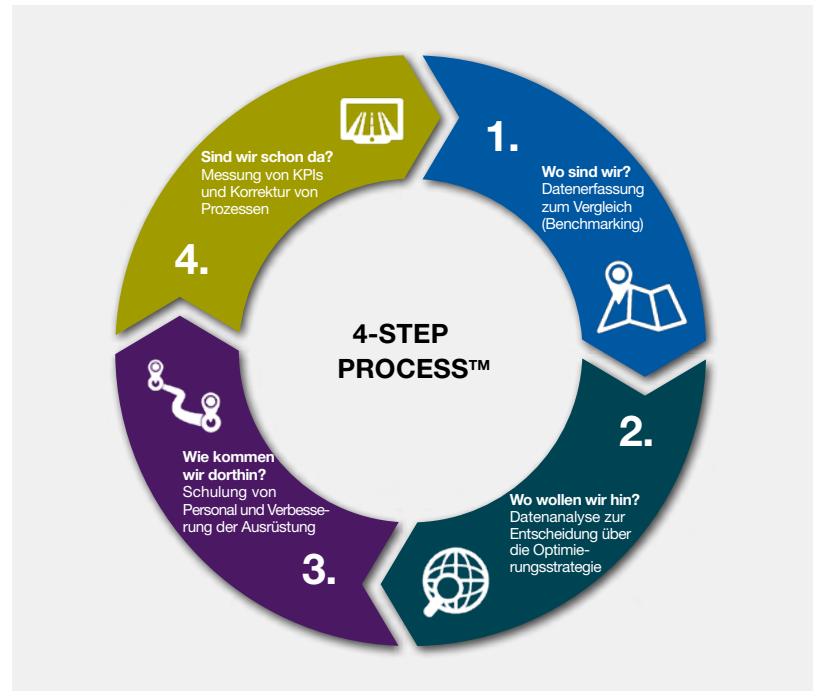 4-STEP
PROCESS™
1.
Wo sind wir?
Datenerfassung
zum Vergleich
(Benchmarking)
2.
Wo wollen wir hin?
Datenanalyse zur
Entscheidung über
die Optimie-
rungsstrategie
Wie kommen
wir dorthin?
Schulung von
Personal und Verbesse-
rung der Ausrüstung
3.
Sind wir schon da?
Messung von KPIs
und Korrektur von
Prozessen
4.